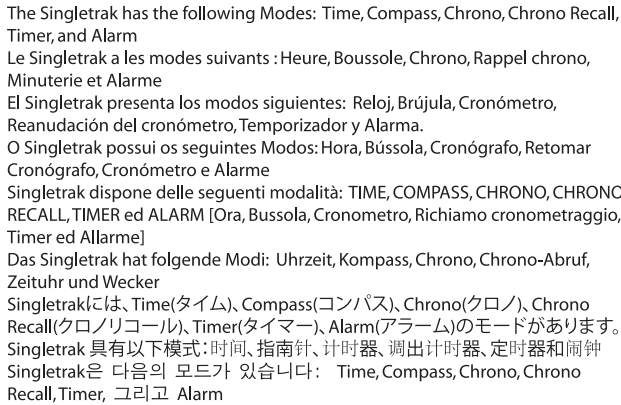 The Singletrak has the following Modes: Time, Compass, Chrono, Chrono Recall,
Timer, and Alarm
Le Singletrak a les modes suivants : Heure, Boussole, Chrono, Rappel chrono,
Minuterie et Alarme
El Singletrak presenta los modos siguientes: Reloj, Brújula, Cronómetro,
Reanudación del cronómetro, Temporizador y Alarma.
O Singletrak possui os seguintes Modos: Hora, Bússola, Cronógrafo, Retomar
Cronógrafo, Cronómetro e Alarme
Singletrak dispone delle seguenti modalità: TIME, COMPASS, CHRONO, CHRONO
RECALL, TIMER ed ALARM [Ora, Bussola, Cronometro, Richiamo cronometraggio,
Timer ed Allarme]
Das Singletrak hat folgende Modi: Uhrzeit, Kompass, Chrono, Chrono-Abruf,
Zeituhr und Wecker
Singletrakには、Time(タイム)、Compass(コンパス)、Chrono(クロノ)、Chrono
Recall(クロノリコール)、Timer(タイマー)、Alarm(アラーム)のモードがあります。
Singletrak 具有以下模式：时间、指南针、计时器、调出计时器、定时器和闹钟
Singletrak은 다음의 모드가 있습니다: Time, Compass, Chrono, Chrono
Recall, Timer, 그리고 Alarm